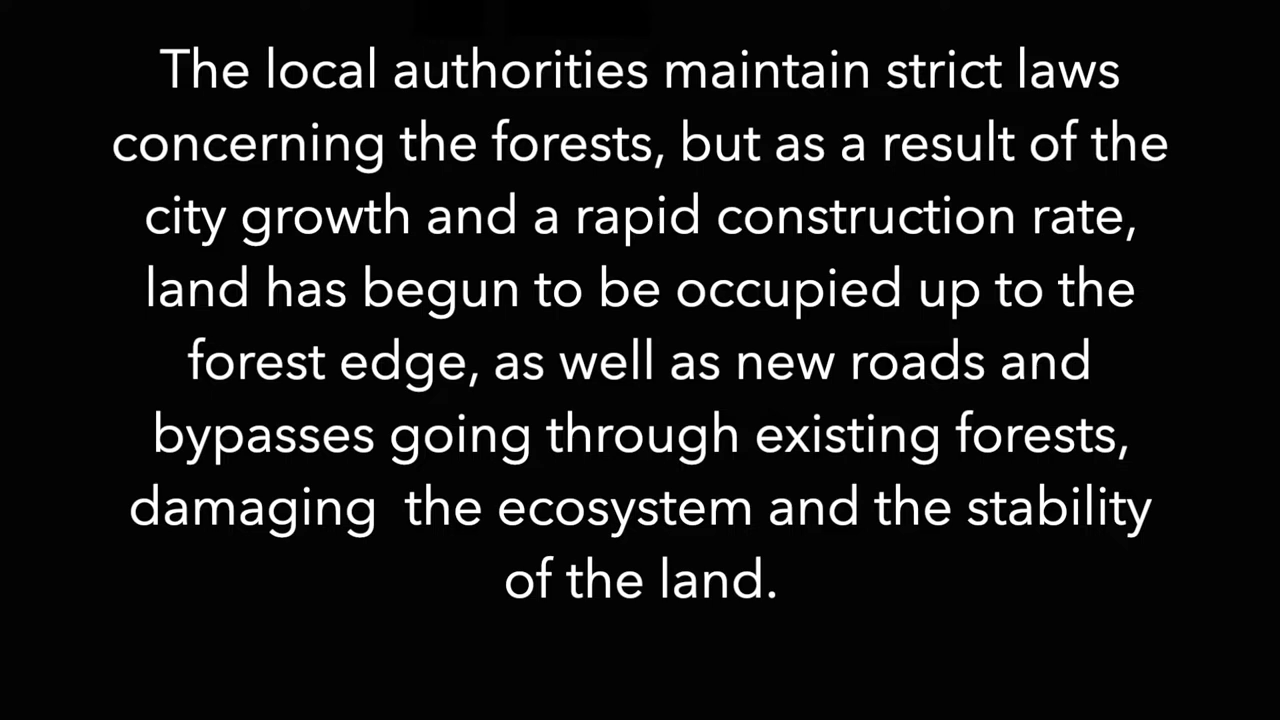 The local authorities maintain strict laws
concerning the forests, but as a result of the
city growth and a rapid construction rate,
land has begun to be occupied up to the
forest edge, as well as new roads and
bypasses going through existing forests,
damaging  the ecosystem and the stability
of the land.